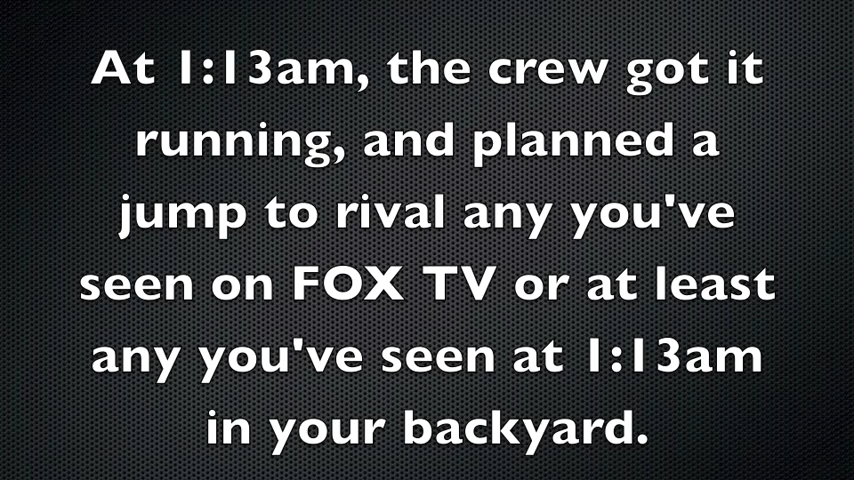 At 1:13am, the crew got it
running, and planned a
jump to rival any you've
seen on FOX TV or at least
any you've seen at 1:13am
in your backyard.